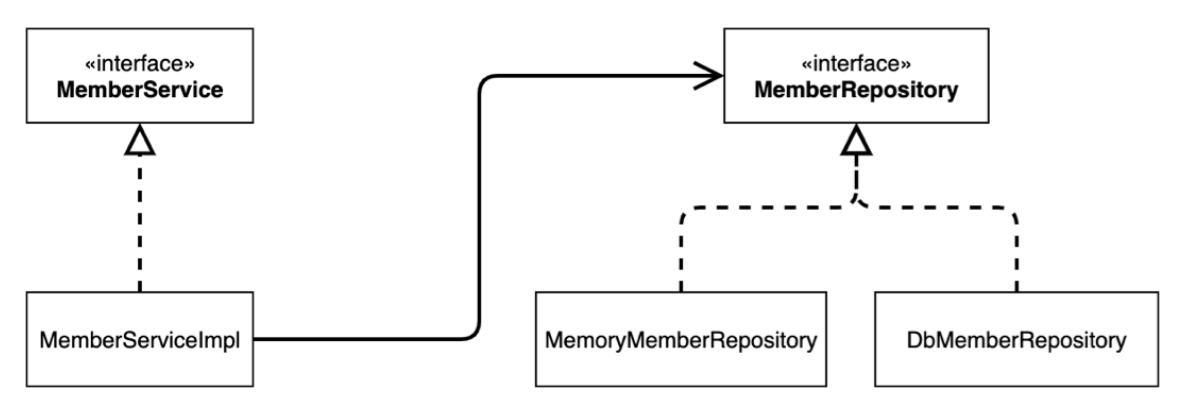 «interface»
MemberService
«interface»
MemberRepository
MemberServiceImpl
MemoryMemberRepository
DbMemberRepository